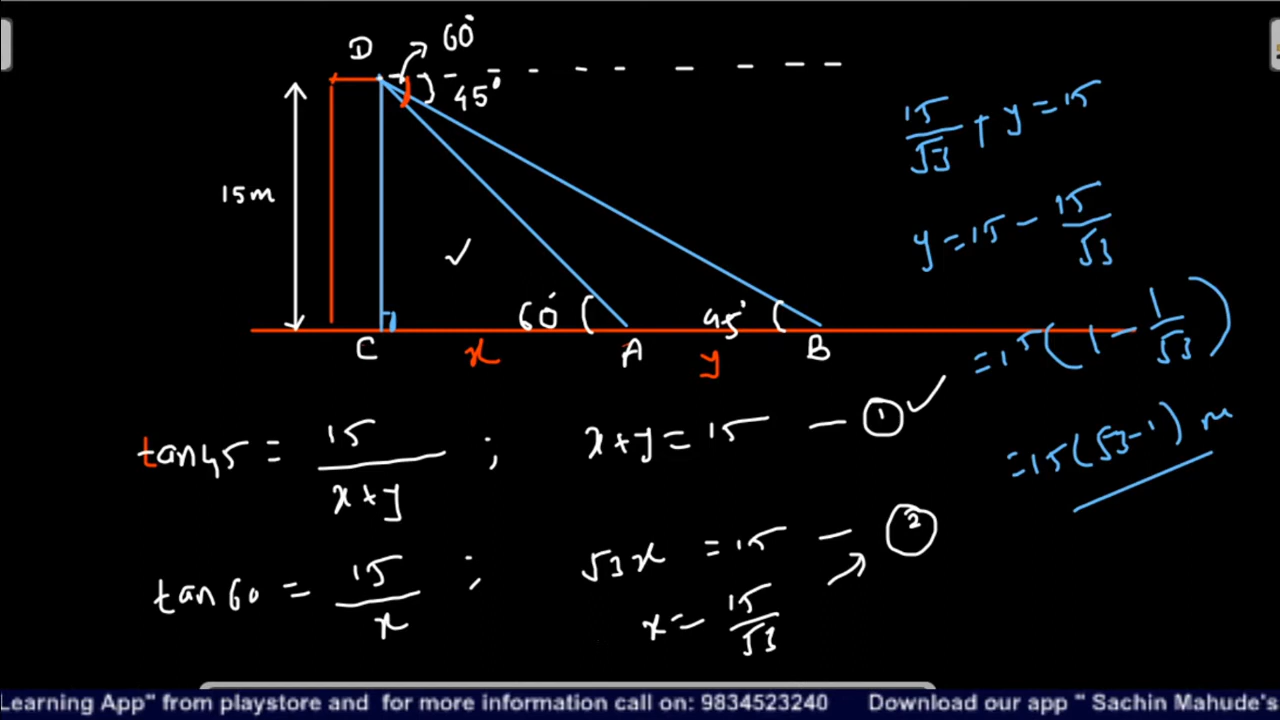 D
60°
45°
15m
60°
45°
C
x
A
y
B
tan45 = 15/(x+y) ; x+y = 15 — ①
tan60 = 15/x ; √3x = 15 — ②
x = 15/√3
15/√3 + y = 15
y = 15 − 15/√3
= 15(1 − 1/√3)
= 15(√3-1) m
Learning App" from playstore and for more information call on: 9834523240 Download our app " Sachin Mahude's